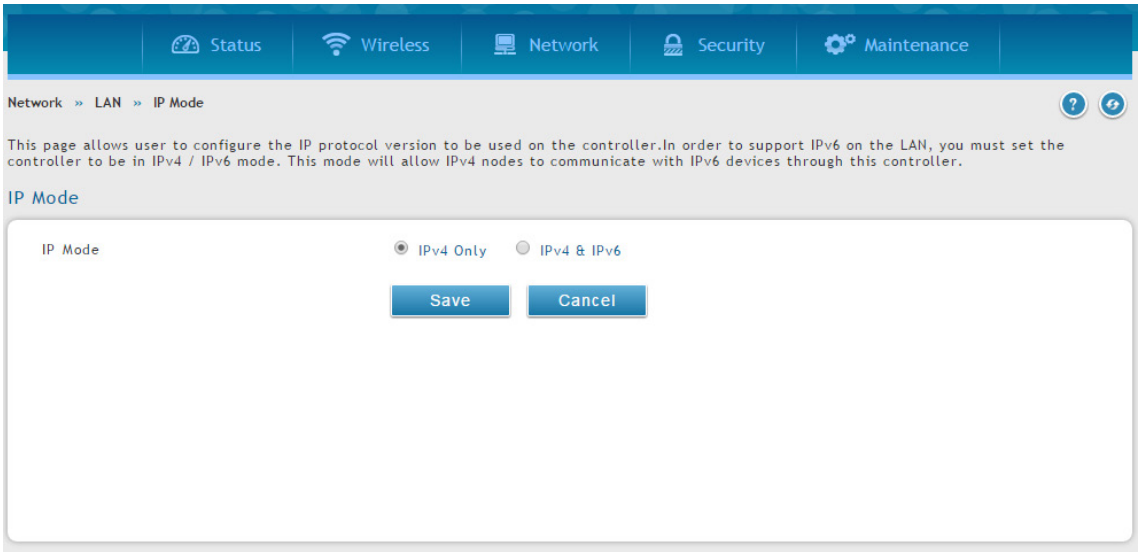 Status Wireless Network Security Maintenance
Network » LAN » IP Mode
?
This page allows user to configure the IP protocol version to be used on the controller.In order to support IPv6 on the LAN, you must set the
controller to be in IPv4 / IPv6 mode. This mode will allow IPv4 nodes to communicate with IPv6 devices through this controller.
IP Mode
IP Mode IPv4 Only IPv4 & IPv6
Save Cancel